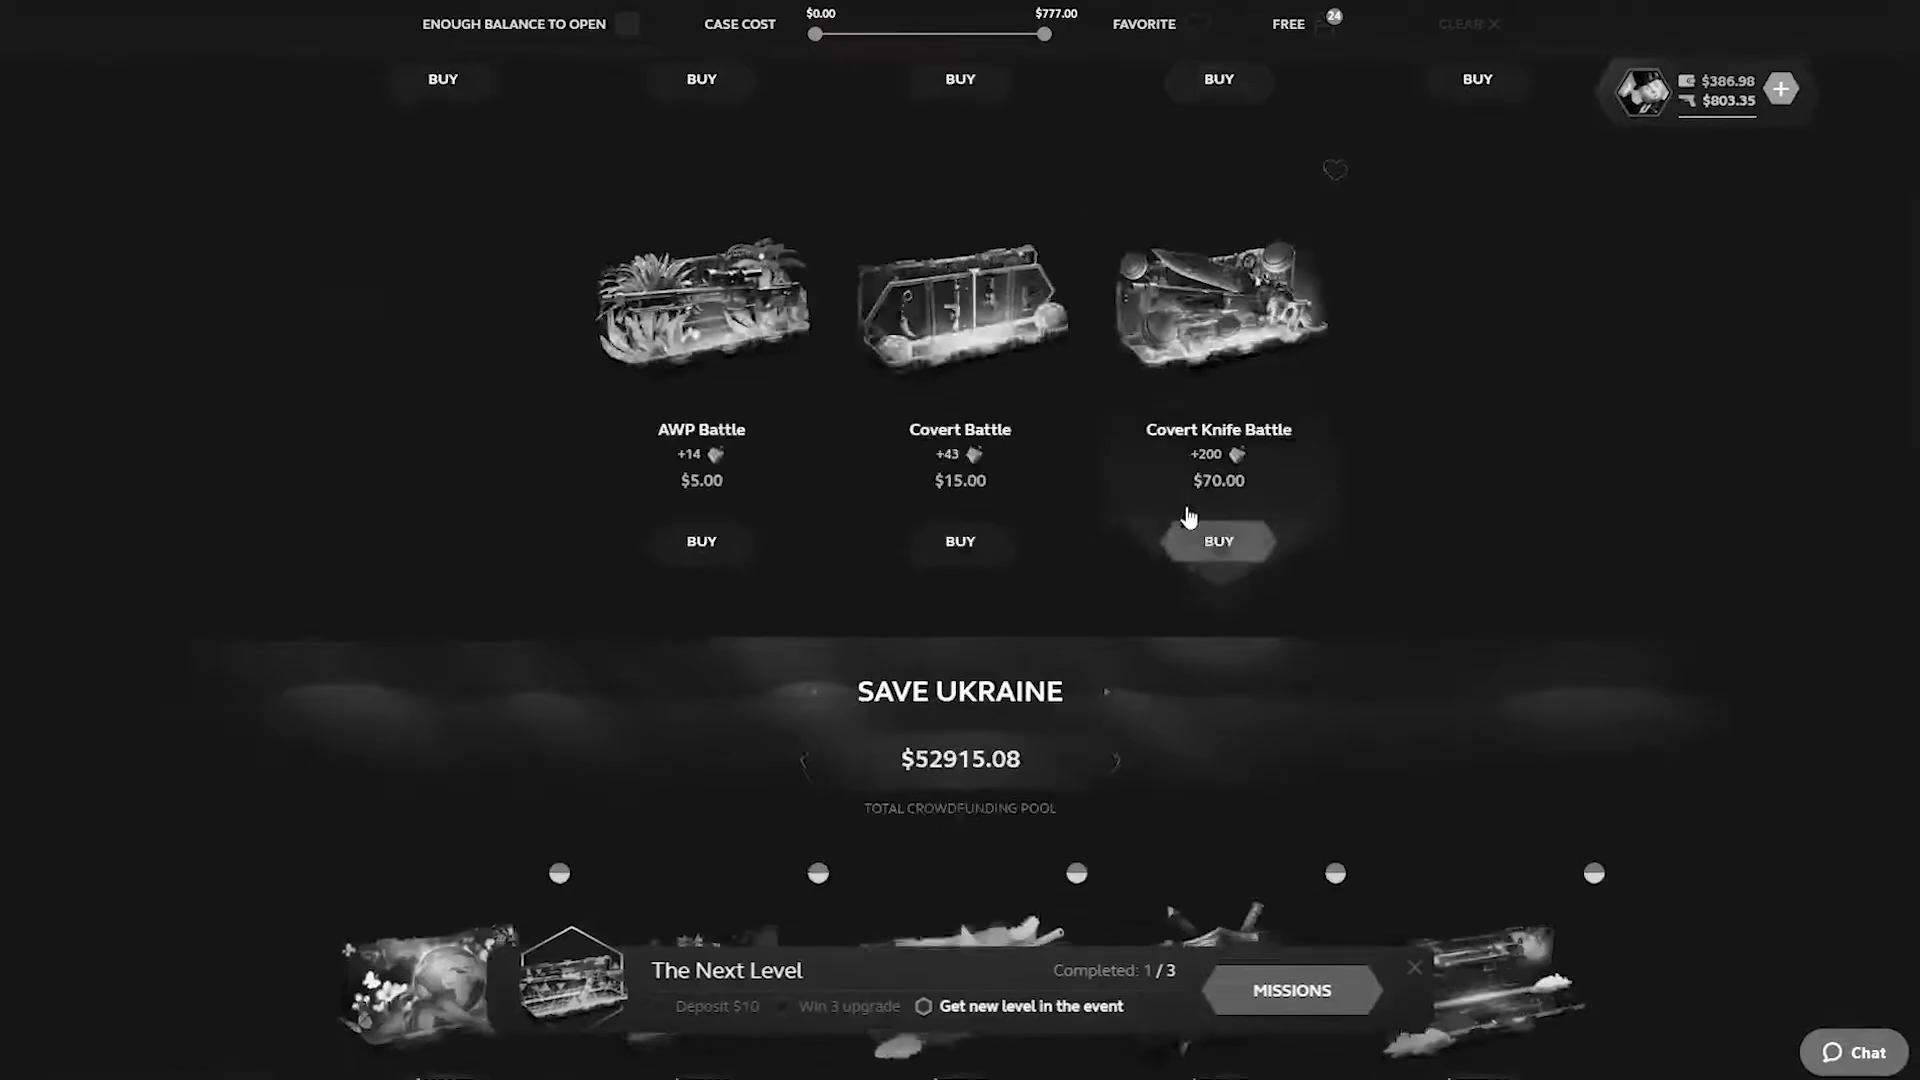 ENOUGH BALANCE TO OPEN
CASE COST
$0.00
$777.00
FAVORITE
FREE
24
CLEAR
BUY
BUY
BUY
BUY
BUY
$386.98
$803.35
AWP Battle
+14
$5.00
BUY
Covert Battle
+43
$15.00
BUY
Covert Knife Battle
+200
$70.00
BUY
SAVE UKRAINE
$52915.08
TOTAL CROWDFUNDING POOL
The Next Level
Completed: 1 / 3
Deposit $10
Win 3 upgrade
Get new level in the event
MISSIONS
Chat